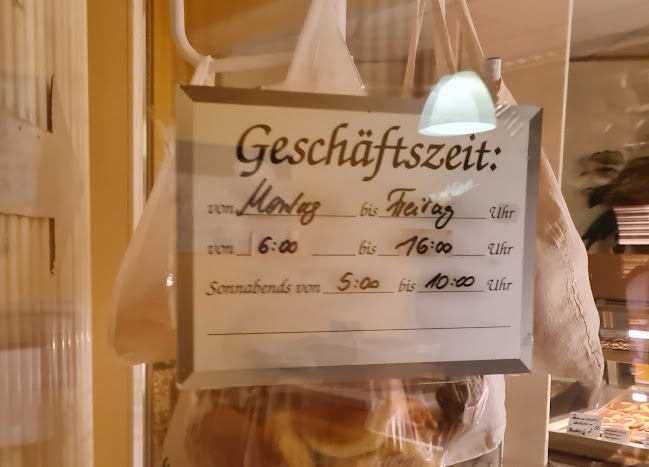 Geschäftszeit:
von Montag bis Freitag Uhr
von 6:00 bis 16:00 Uhr
Sonnabends von 5:00 bis 10:00 Uhr